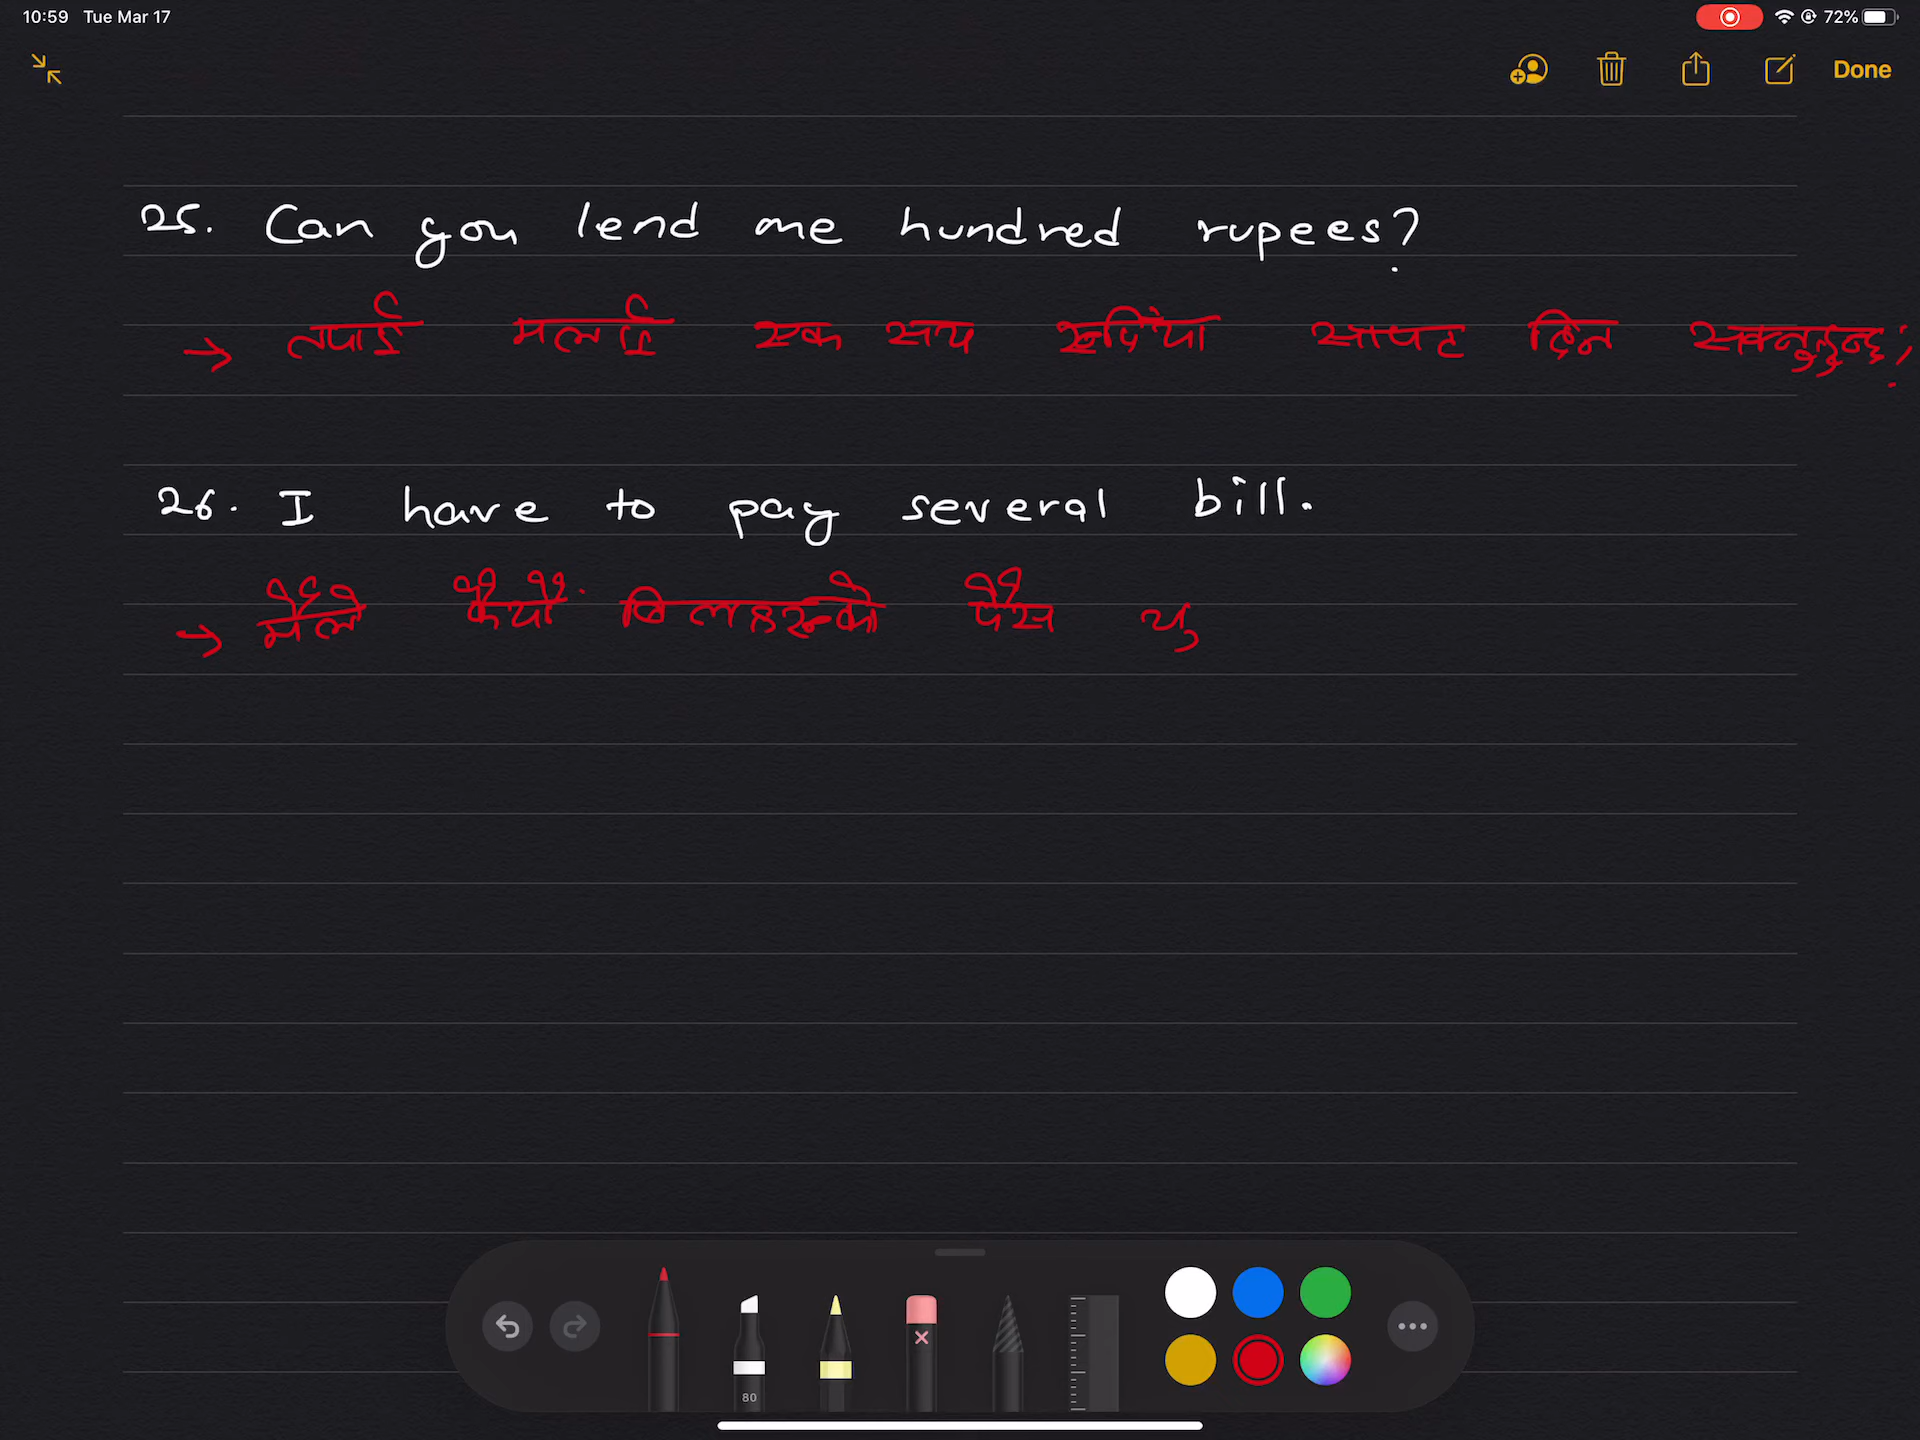 10:59 Tue Mar 17 72%
Done
25. Can you lend me hundred rupees?
→ तपाई मलाई एक सय रूपिया सापट दिन सक्नुहुन्छ?
26. I have to pay several bill.
→ मैले कैयौं बिलहरूको
80